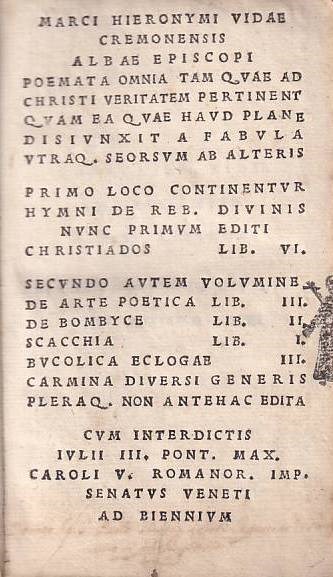 MARCI HIERONYMI VIDAE
CREMONENSIS
ALBAE EPISCOPI
POEMATA OMNIA TAM QVAE AD
CHRISTI VERITATEM PERTINENT
QVAM EA QVAE HAVD PLANE
DISIVNXIT A FABVLA
VTRAQ. SEORSVM AB ALTERIS
PRIMO LOCO CONTINENTVR
HYMNI DE REB. DIVINIS
NVNC PRIMVM EDITI
CHRISTIADOS LIB. VI.
SECVNDO AVTEM VOLVMINE
DE ARTE POETICA LIB. III.
DE BOMBYCE LIB. II
SCACCHIA LIB. I.
BVCOLICA ECLOGAE III.
CARMINA DIVERSI GENERIS
PLERAQ. NON ANTEHAC EDITA
CVM INTERDICTIS
IVLII III. PONT. MAX.
CAROLI V. ROMANOR. IMP.
SENATVS VENETI
AD BIENNIVM